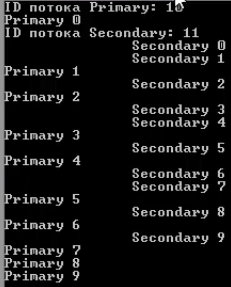 ID потока Primary: 10
Primary 0
ID потока Secondary: 11
Secondary 0
Secondary 1
Primary 1
Secondary 2
Primary 2
Secondary 3
Secondary 4
Primary 3
Secondary 5
Primary 4
Secondary 6
Secondary 7
Primary 5
Secondary 8
Primary 6
Secondary 9
Primary 7
Primary 8
Primary 9